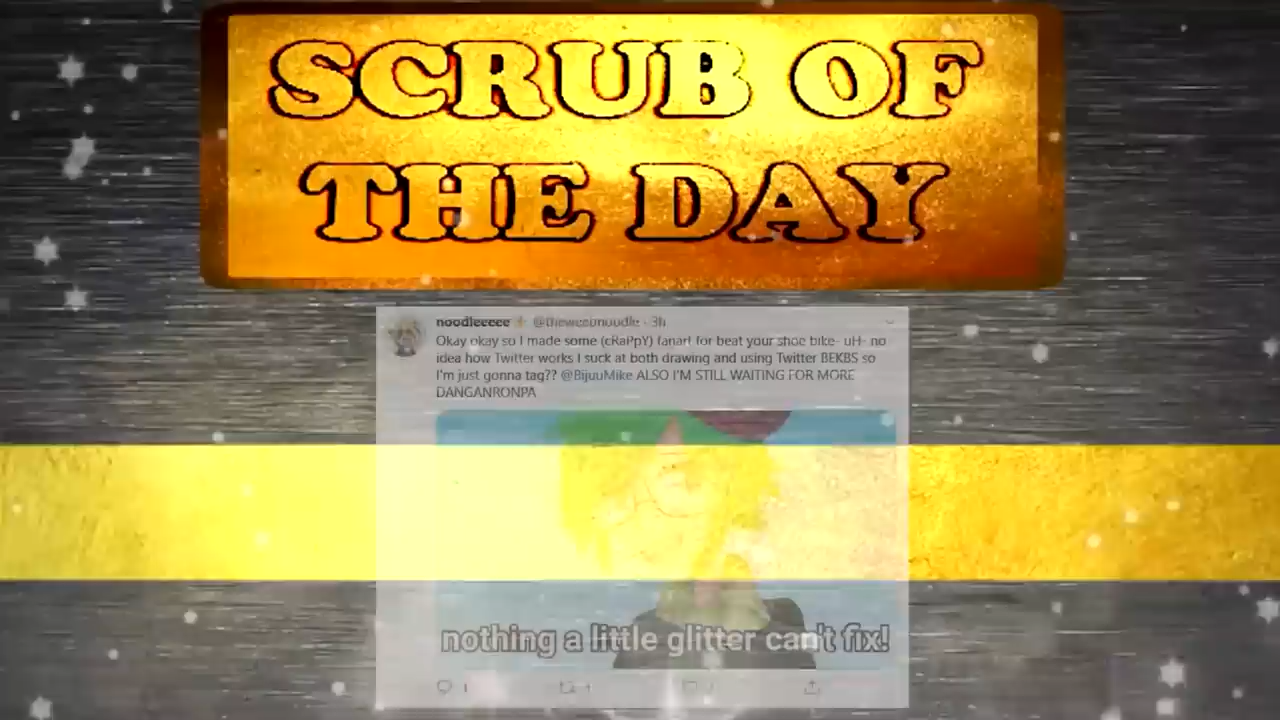 SCRUB OF
THE DAY
noodleeeee @theweebnoodle · 3h
Okay okay so I made some (cRaPpY) fanart for beat your shoe bike- uH- no
idea how Twitter works I suck at both drawing and using Twitter BEKBS so
I'm just gonna tag?? @BijuuMike ALSO I'M STILL WAITING FOR MORE
DANGANRONPA
nothing a little glitter can't fix!